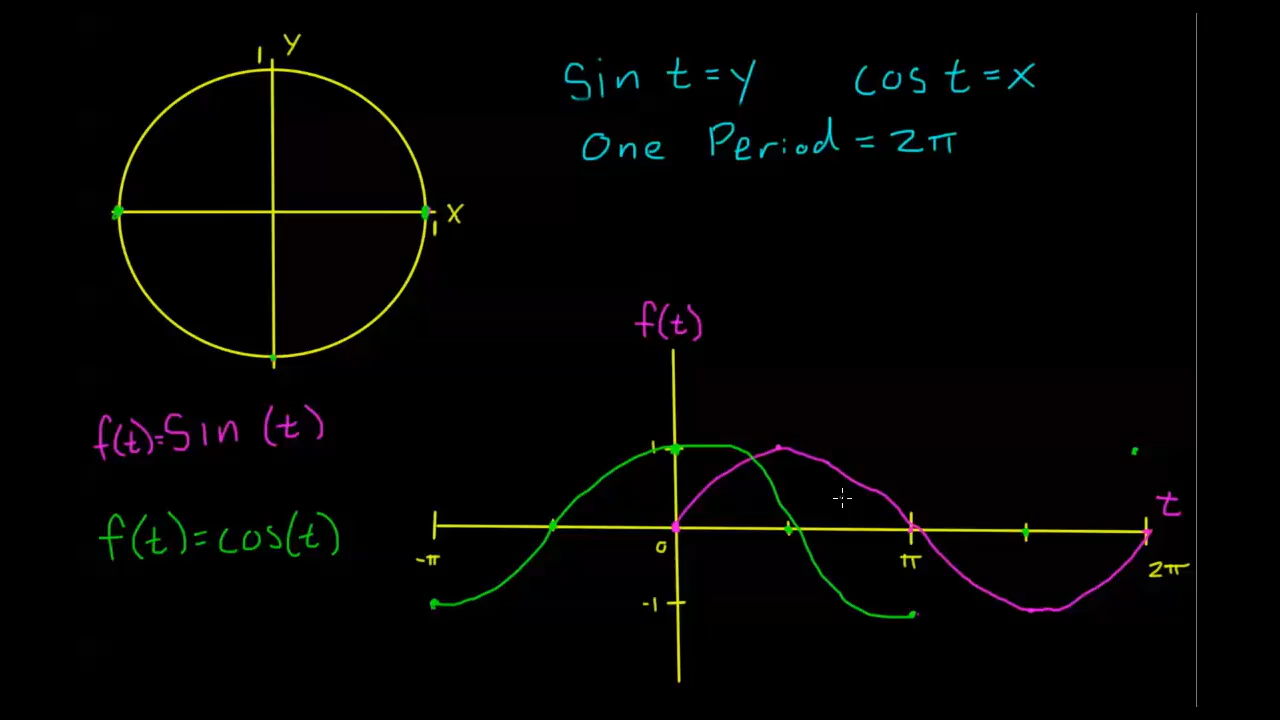 1 y
Sin t = y cos t = x
One Period = 2π
x
1
f(t)
f(t)=Sin (t)
1
t
f(t)=cos(t)
0
-π π 2π
-1